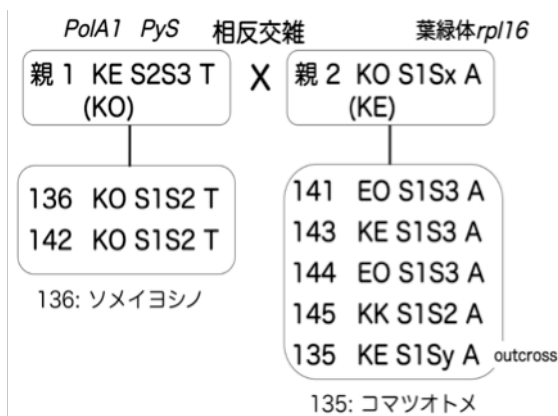 PolA1 PyS 相反交雑 葉緑体rpl16
親 1 KE S2S3 T X 親 2 KO S1Sx A
(KO) (KE)
136 KO S1S2 T
142 KO S1S2 T
136: ソメイヨシノ
141 EO S1S3 A
143 KE S1S3 A
144 EO S1S3 A
145 KK S1S2 A
135 KE S1Sy A outcross
135: コマツオトメ